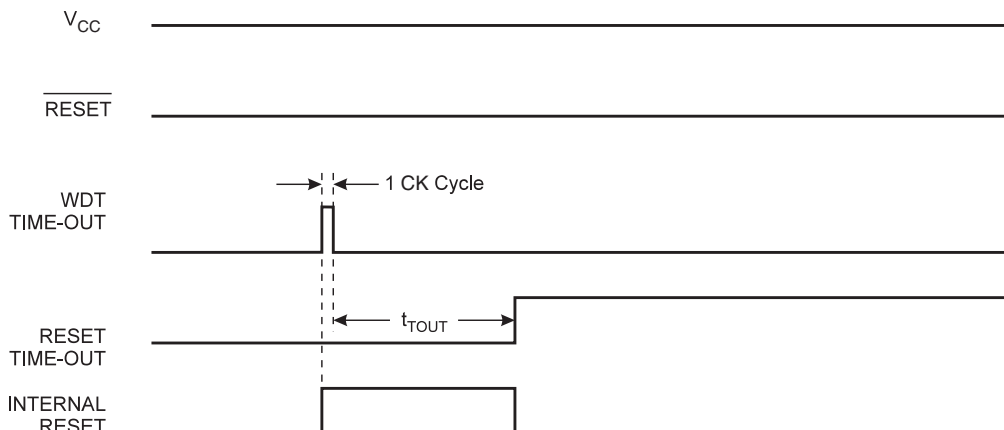 VCC
RESET
1 CK Cycle
WDT
TIME-OUT
tTOUT
RESET
TIME-OUT
INTERNAL
RESET